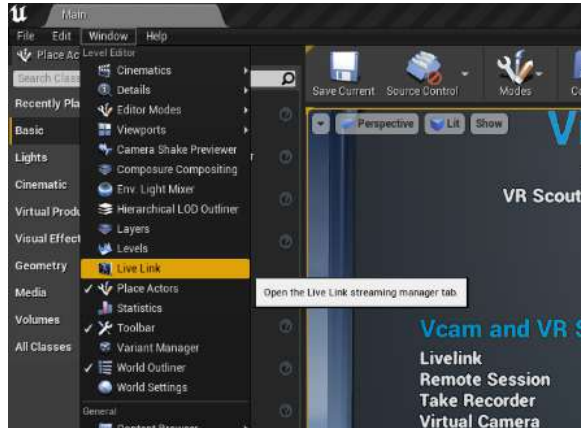 Main
File Edit Window Help
Place Ac
Level Editor
Search Class
Cinematics
Details
Editor Modes
Viewports
Camera Shake Previewer
Composure Compositing
Env. Light Mixer
Hierarchical LOD Outliner
Layers
Levels
Live Link
Place Actors
Statistics
Toolbar
Variant Manager
World Outliner
World Settings
General
Content Browser
Recently Pla
Basic
Lights
Cinematic
Virtual Produ
Visual Effect
Geometry
Media
Volumes
All Classes
Save Current Source Control Modes
Perspective Lit Show
VR Scout
Open the Live Link streaming manager tab.
Vcam and VR S
Livelink
Remote Session
Take Recorder
Virtual Camera